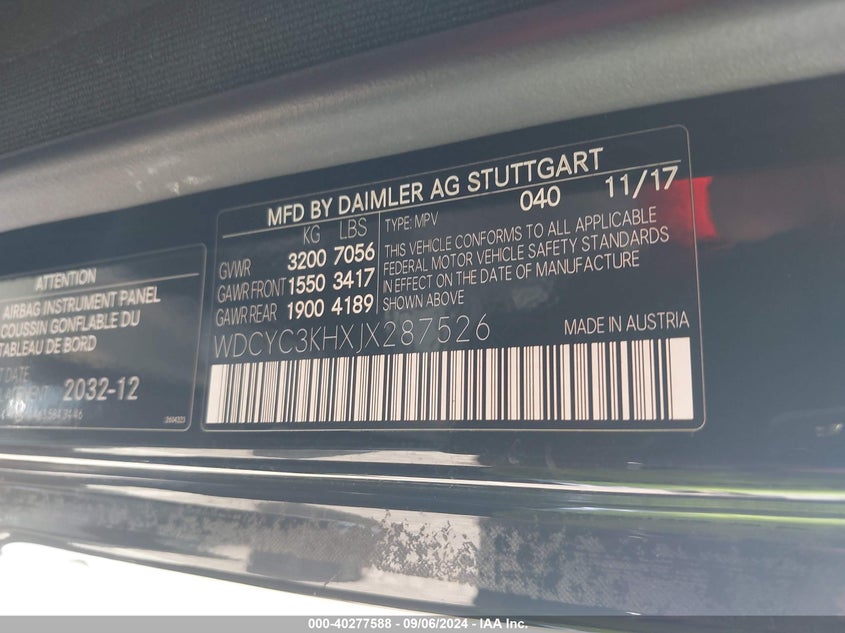 MFD BY DAIMLER AG STUTTGART
040 11/17
KG LBS
GVWR 3200 7056
GAWR FRONT 1550 3417
GAWR REAR 1900 4189
TYPE: MPV
THIS VEHICLE CONFORMS TO ALL APPLICABLE
FEDERAL MOTOR VEHICLE SAFETY STANDARDS
IN EFFECT ON THE DATE OF MANUFACTURE
SHOWN ABOVE
WDCYC3KHXJX287526
MADE IN AUSTRIA
ATTENTION
AIRBAG INSTRUMENT PANEL
COUSSIN GONFLABLE DU
TABLEAU DE BORD
DATE
2032-12
000-40277588 - 09/06/2024 - IAA Inc.